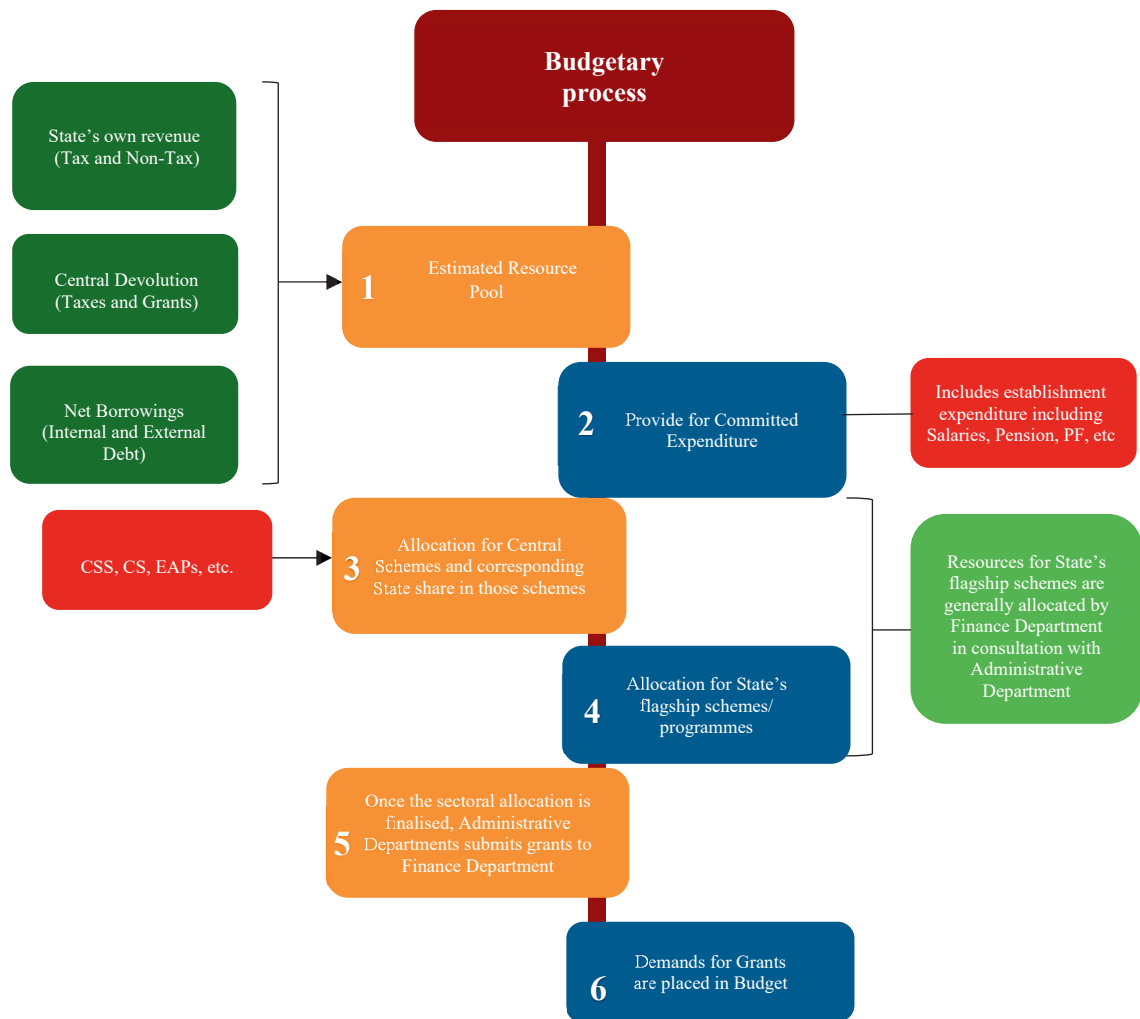 Budgetary
process
State’s own revenue
(Tax and Non-Tax)
Central Devolution
(Taxes and Grants)
Net Borrowings
(Internal and External
Debt)
1
Estimated Resource
Pool
2
Provide for Committed
Expenditure
Includes establishment
expenditure including
Salaries, Pension, PF, etc
CSS, CS, EAPs, etc.
3
Allocation for Central
Schemes and corresponding
State share in those schemes
Resources for State’s
flagship schemes are
generally allocated by
Finance Department
in consultation with
Administrative
Department
4
Allocation for State’s
flagship schemes/
programmes
5
Once the sectoral allocation is
finalised, Administrative
Departments submits grants to
Finance Department
6
Demands for Grants
are placed in Budget